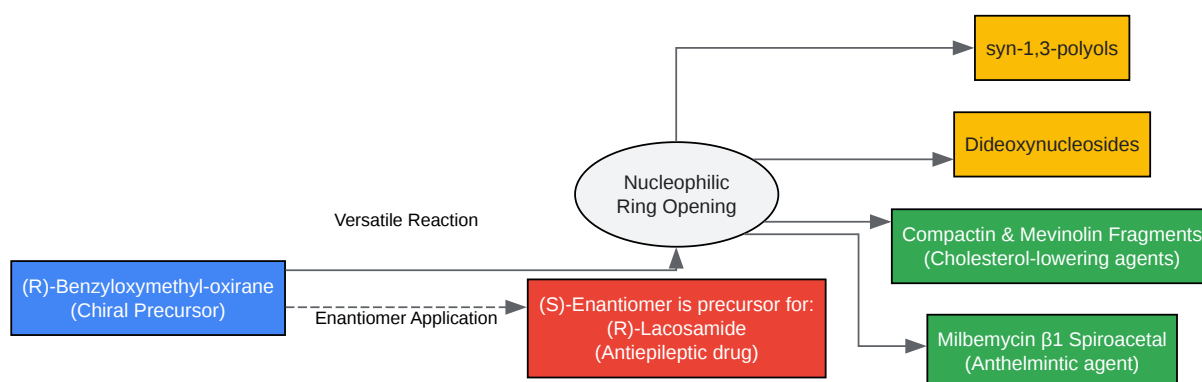 syn-1,3-polyols
Dideoxynucleosides
Nucleophilic
Ring Opening
Versatile Reaction
Compactin & Mevinolin Fragments
(Cholesterol-lowering agents)
(R)-Benzyloxymethyl-oxirane
(Chiral Precursor)
Enantiomer Application
(S)-Enantiomer is precursor for:
(R)-Lacosamide
(Antiepileptic drug)
Milbemycin β1 Spiroacetal
(Anthelmintic agent)